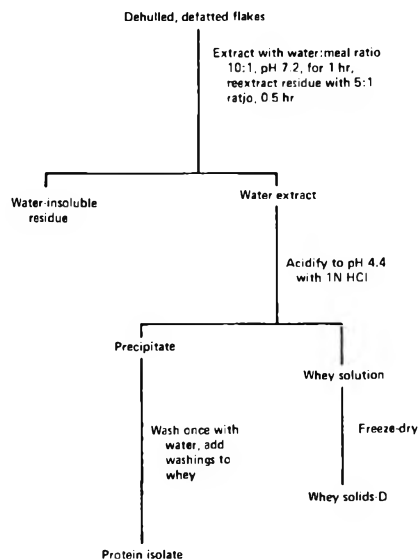 Dehulled, defatted flakes
Extract with water:meal ratio
10:1, pH 7.2, for 1 hr,
reextract residue with 5:1
ratio, 0.5 hr
Water-insoluble
residue
Water extract
Acidify to pH 4.4
with 1N HCl
Precipitate
Whey solution
Wash once with
water, add
washings to
whey
Freeze-dry
Whey solids-D
Protein isolate